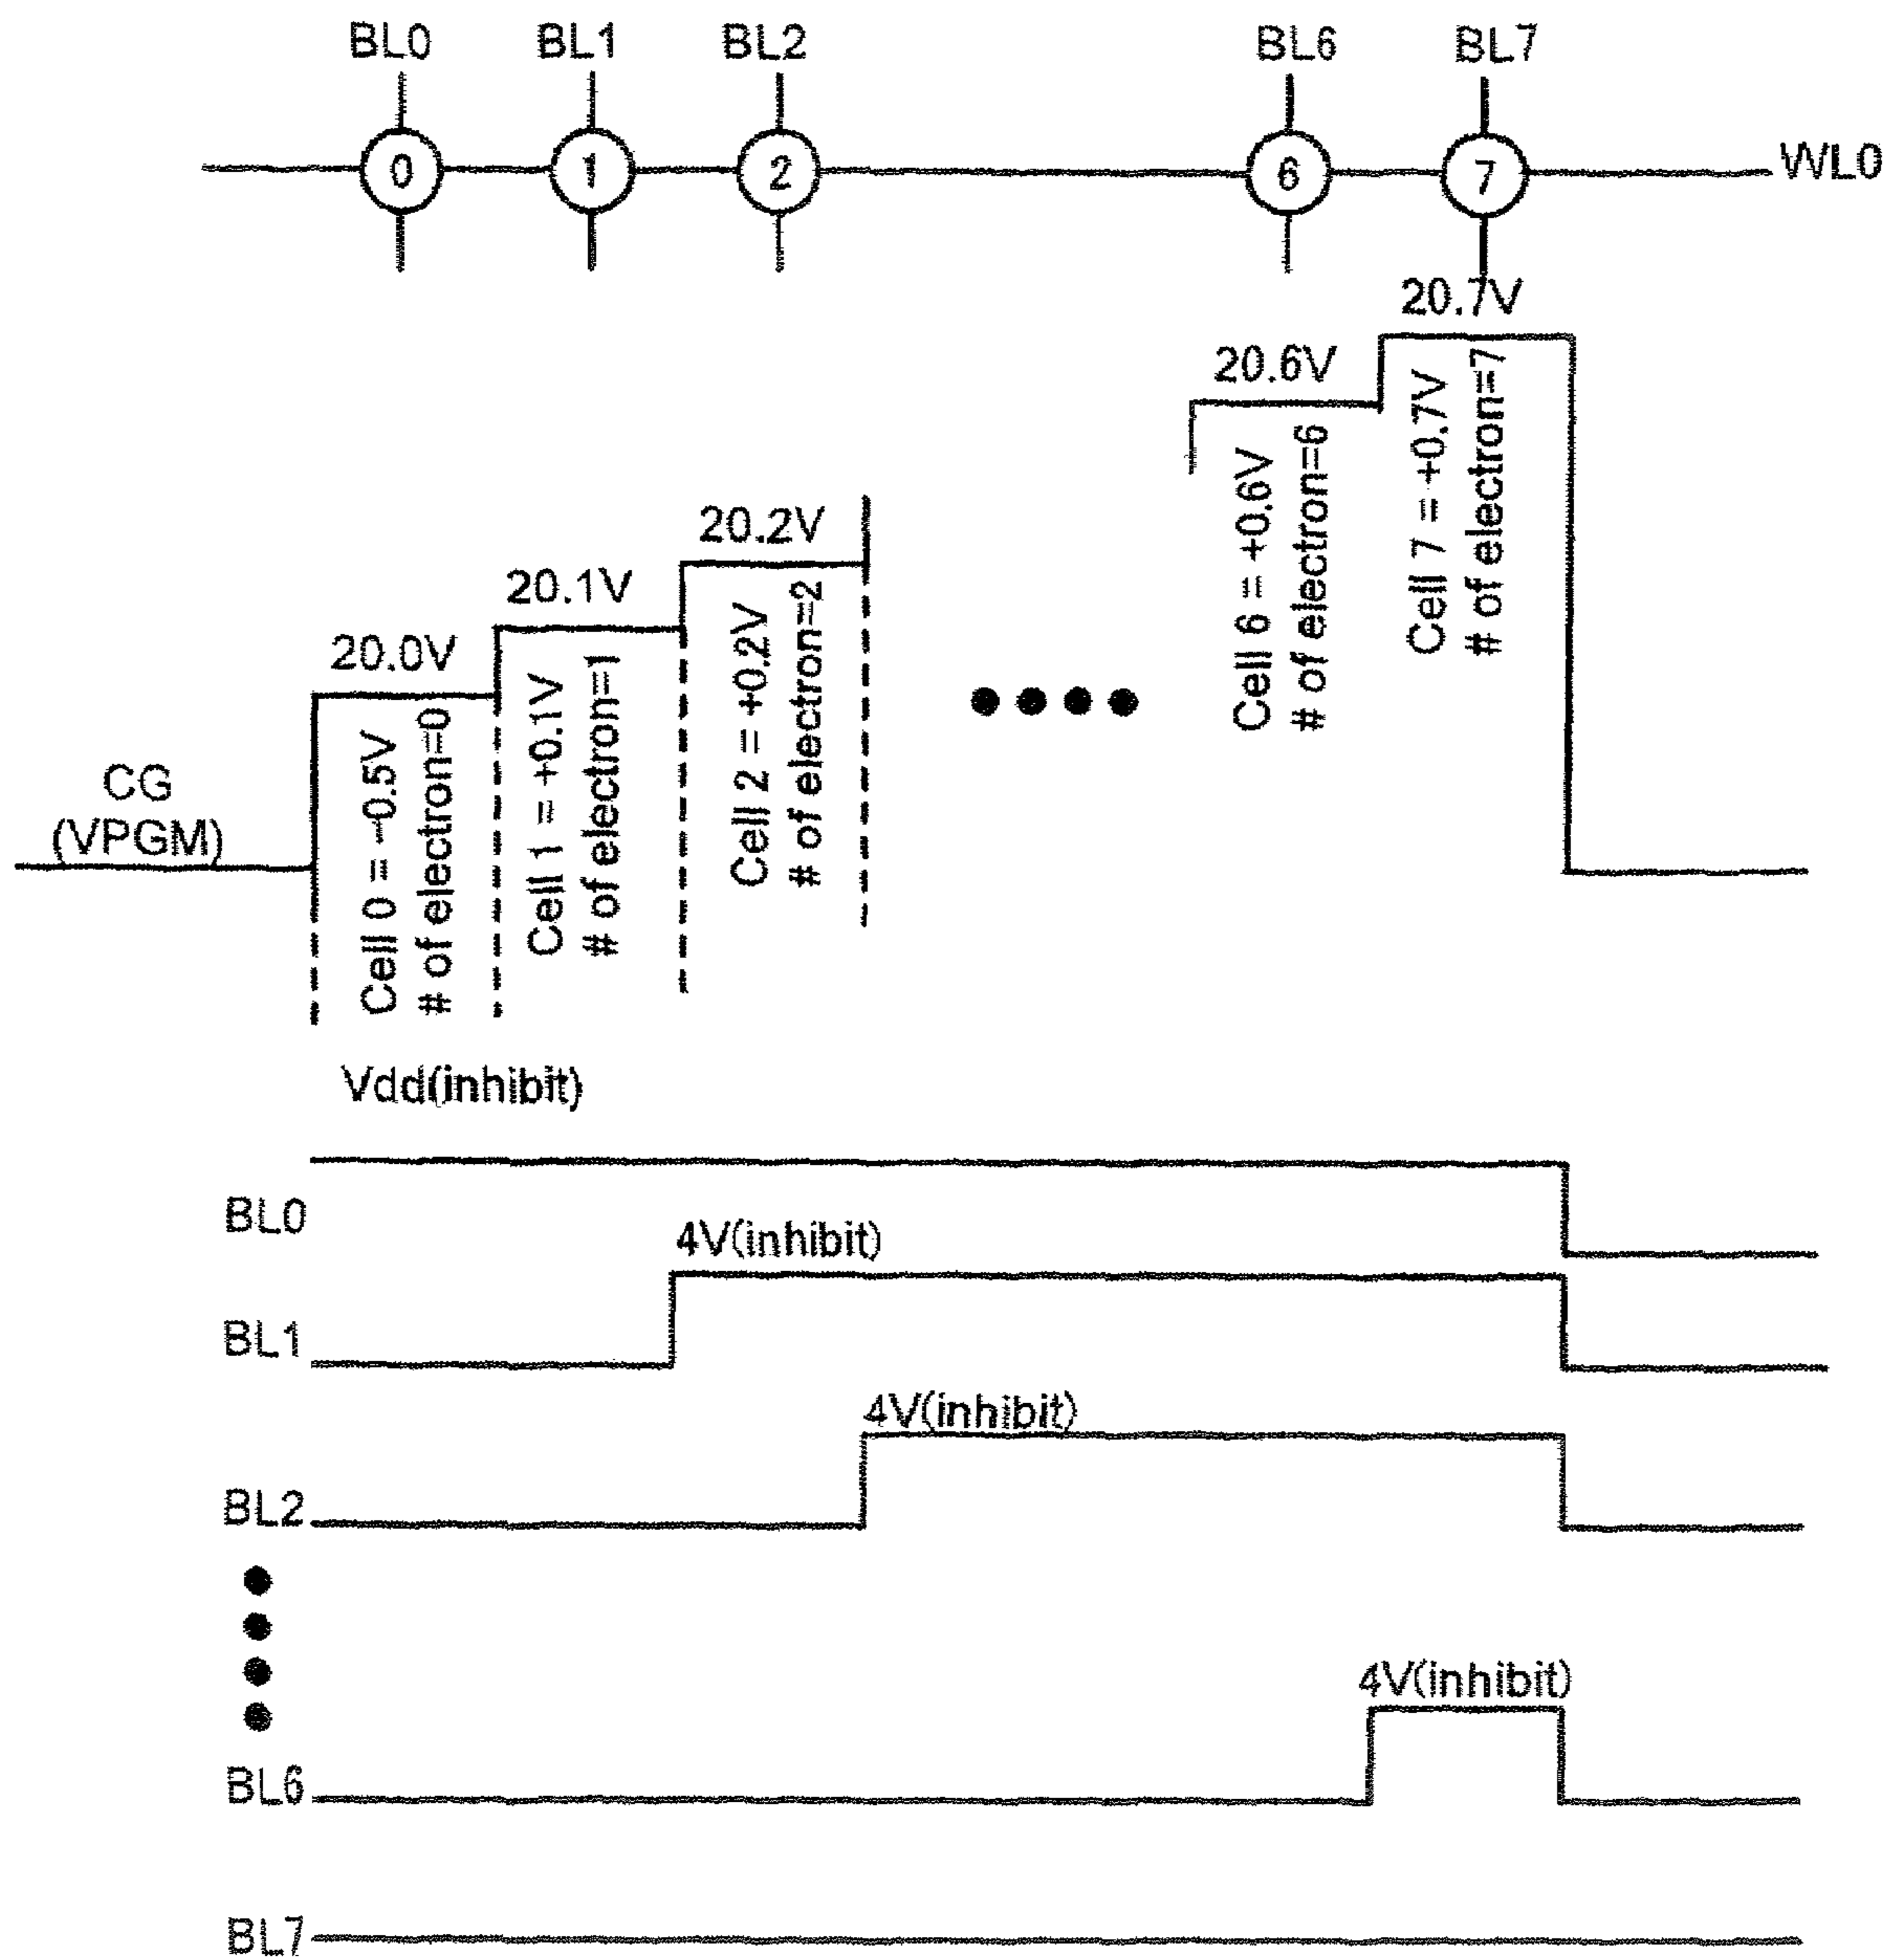 BL0
BL1
BL2
BL6
BL7
0
1
2
6
7
WL0
20.0V
20.1V
20.2V
20.6V
20.7V
Cell 0 = -0.5V
# of electron=0
Cell 1 = +0.1V
# of electron=1
Cell 2 = +0.2V
# of electron=2
Cell 6 = +0.6V
# of electron=6
Cell 7 = +0.7V
# of electron=7
CG
(VPGM)
Vdd(inhibit)
BL0
4V(inhibit)
BL1
4V(inhibit)
BL2
4V(inhibit)
BL6
BL7